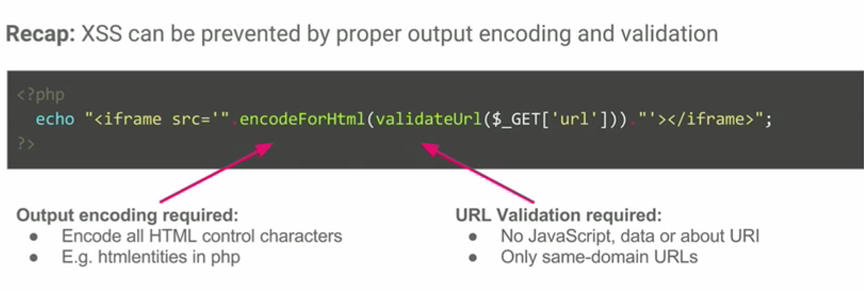 Recap: XSS can be prevented by proper output encoding and validation
<?php
echo "<iframe src='".encodeForHtml(validateUrl($_GET['url']))."'></iframe>";
?>
Output encoding required:
● Encode all HTML control characters
● E.g. htmlentities in php
URL Validation required:
● No JavaScript, data or about URI
● Only same-domain URLs